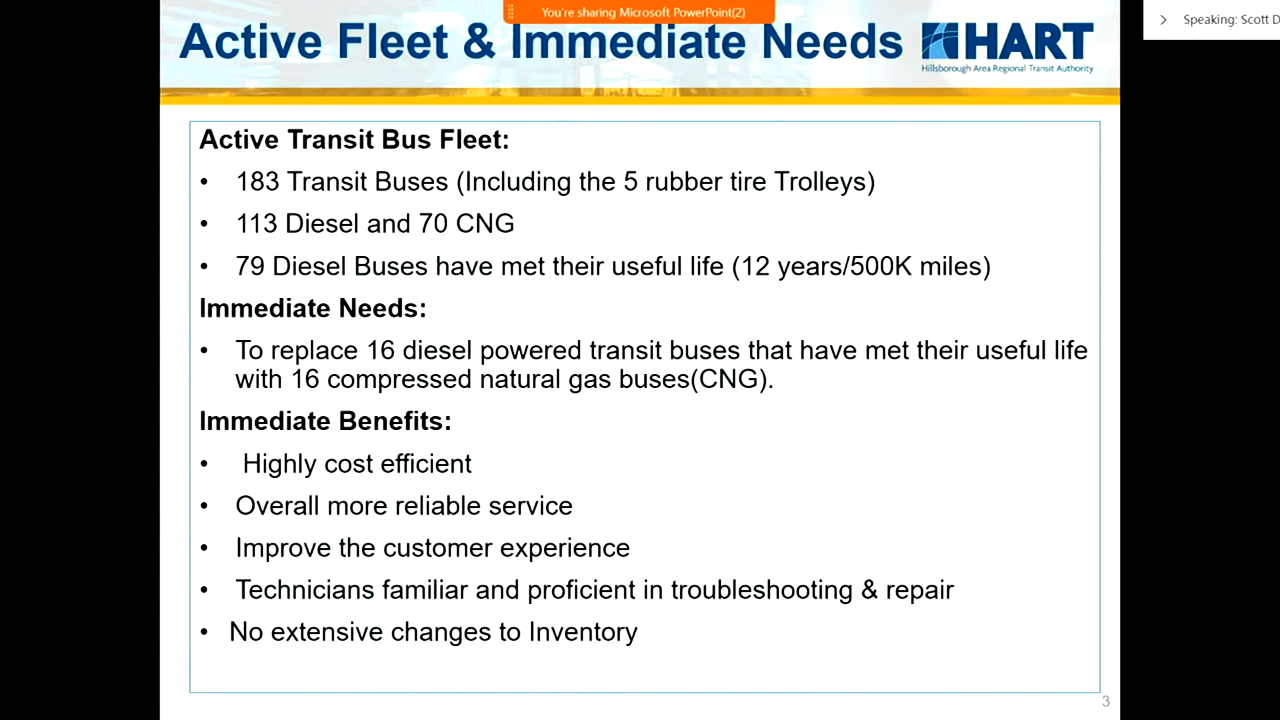 You're sharing Microsoft PowerPoint(2)
Speaking: Scott D
Active Fleet & Immediate Needs
HART
Hillsborough Area Regional Transit Authority
Active Transit Bus Fleet:
• 183 Transit Buses (Including the 5 rubber tire Trolleys)
• 113 Diesel and 70 CNG
• 79 Diesel Buses have met their useful life (12 years/500K miles)
Immediate Needs:
• To replace 16 diesel powered transit buses that have met their useful life
with 16 compressed natural gas buses(CNG).
Immediate Benefits:
• Highly cost efficient
• Overall more reliable service
• Improve the customer experience
• Technicians familiar and proficient in troubleshooting & repair
• No extensive changes to Inventory
3